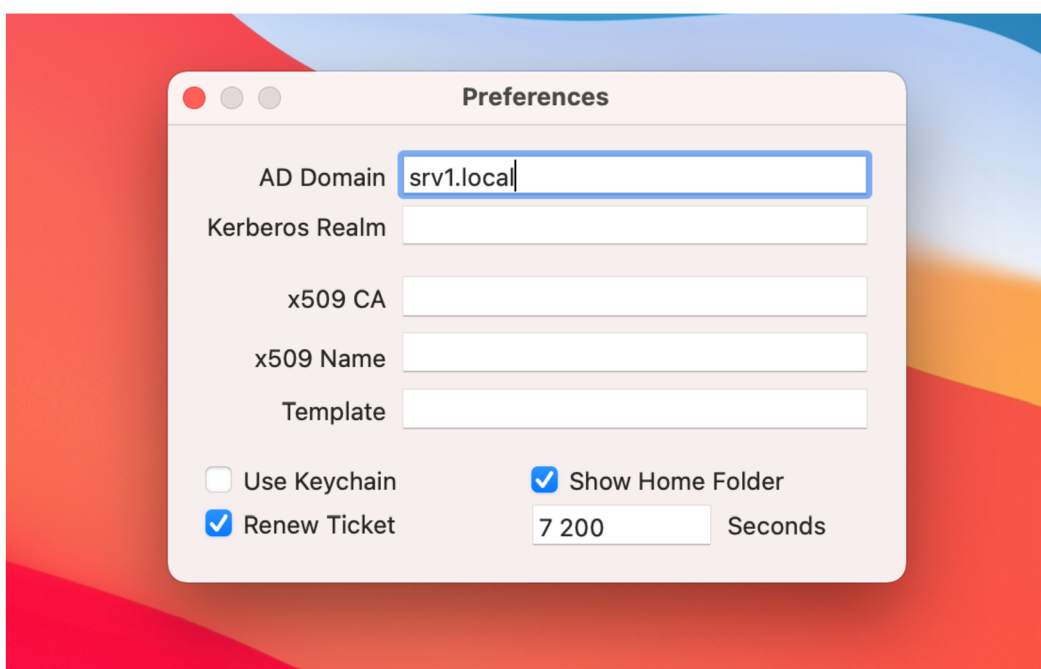 Preferences
AD Domain srv1.local
Kerberos Realm
x509 CA
x509 Name
Template
Use Keychain Show Home Folder
Renew Ticket 7 200 Seconds